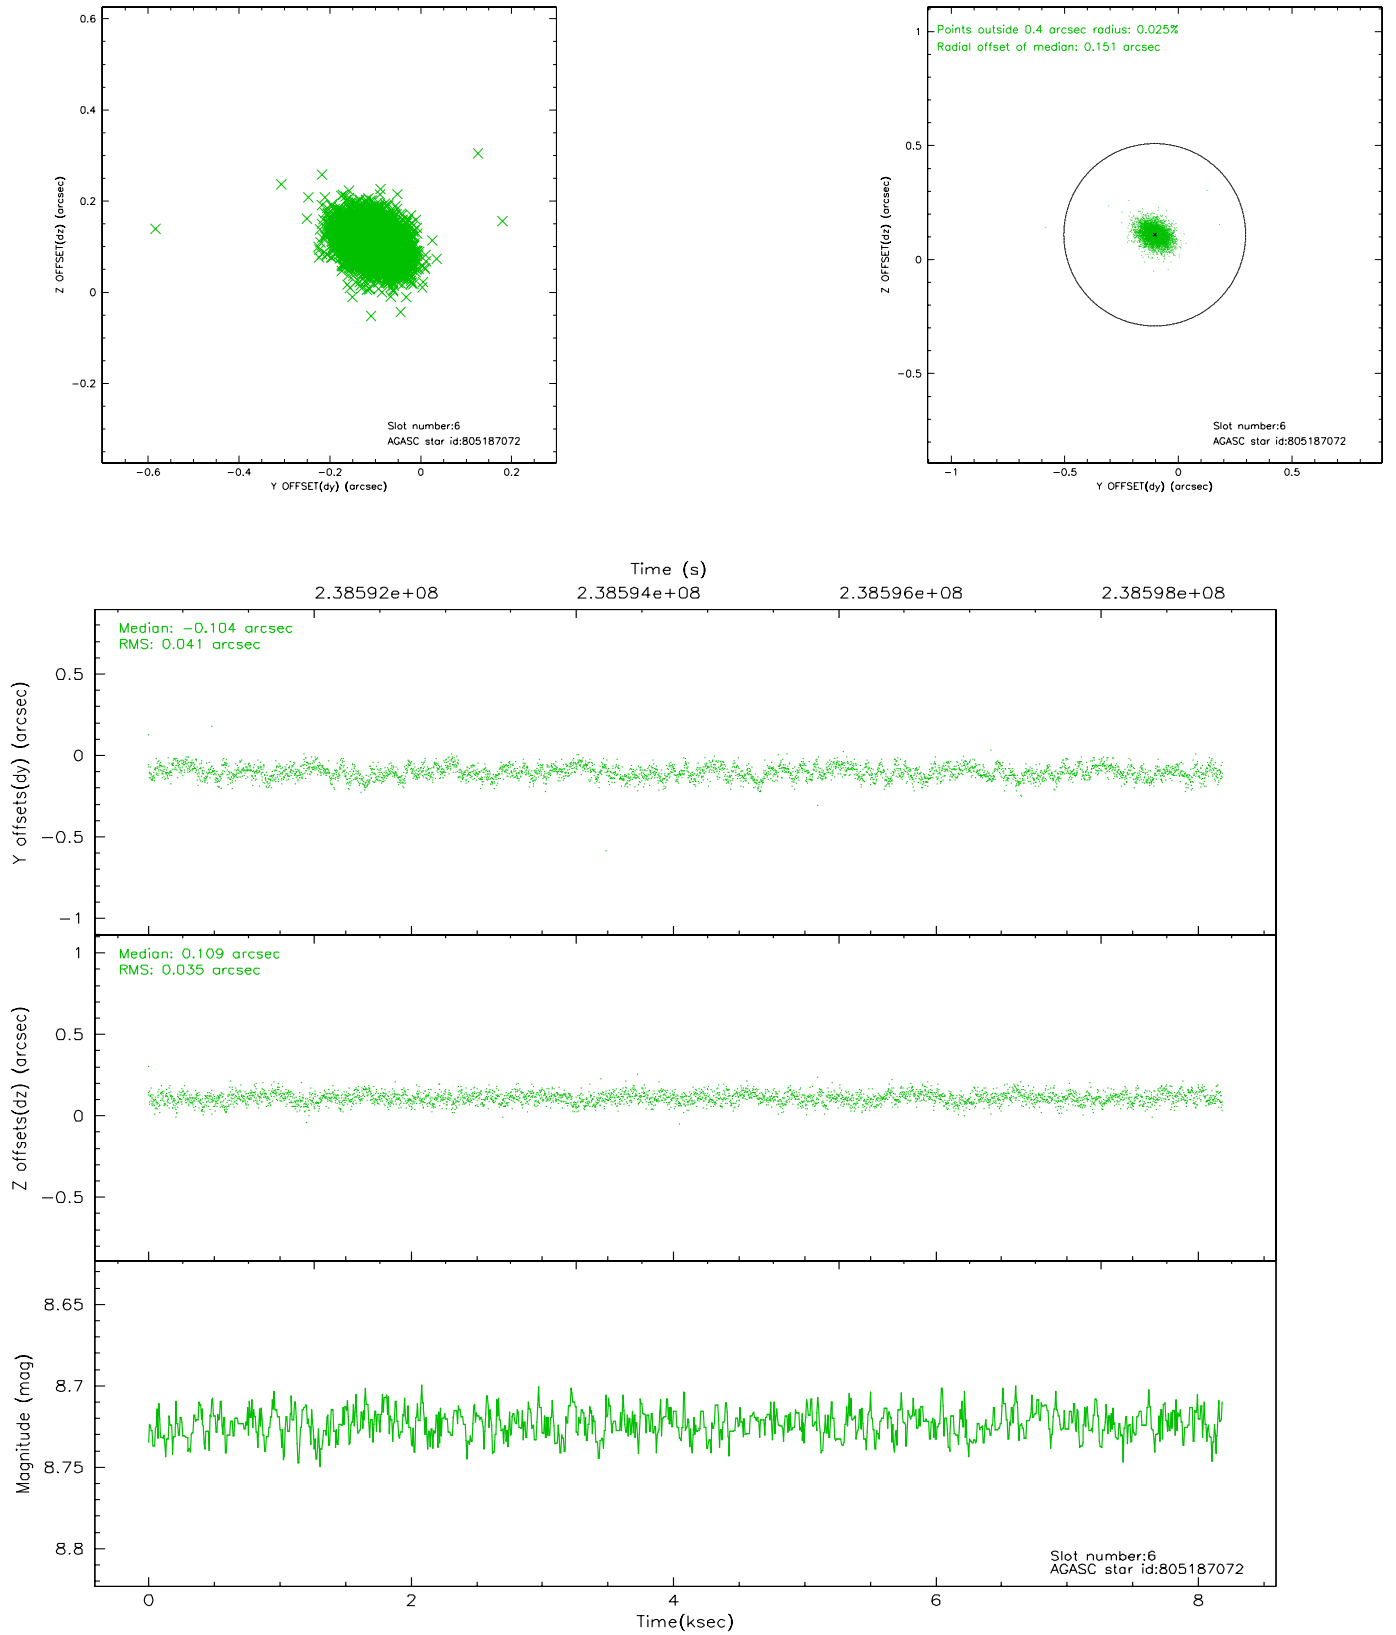 0.6
0.4
0.2
0
−0.2
Z OFFSET(dz) (arcsec)
Slot number:6
AGASC star id:805187072
−0.6 −0.4 −0.2 0 0.2
Y OFFSET(dy) (arcsec)
Points outside 0.4 arcsec radius: 0.025%
Radial offset of median: 0.151 arcsec
1
0.5
0
−0.5
Z OFFSET(dz) (arcsec)
Slot number:6
AGASC star id:805187072
−1 −0.5 0 0.5
Y OFFSET(dy) (arcsec)
Time (s)
2.38592e+08 2.38594e+08 2.38596e+08 2.38598e+08
Median: −0.104 arcsec
RMS: 0.041 arcsec
0.5
0
−0.5
−1
Y offsets(dy) (arcsec)
Median: 0.109 arcsec
RMS: 0.035 arcsec
1
0.5
0
−0.5
Z offsets(dz) (arcsec)
8.65
8.7
8.75
8.8
Magnitude (mag)
Slot number:6
AGASC star id:805187072
0 2 4 6 8
Time(ksec)